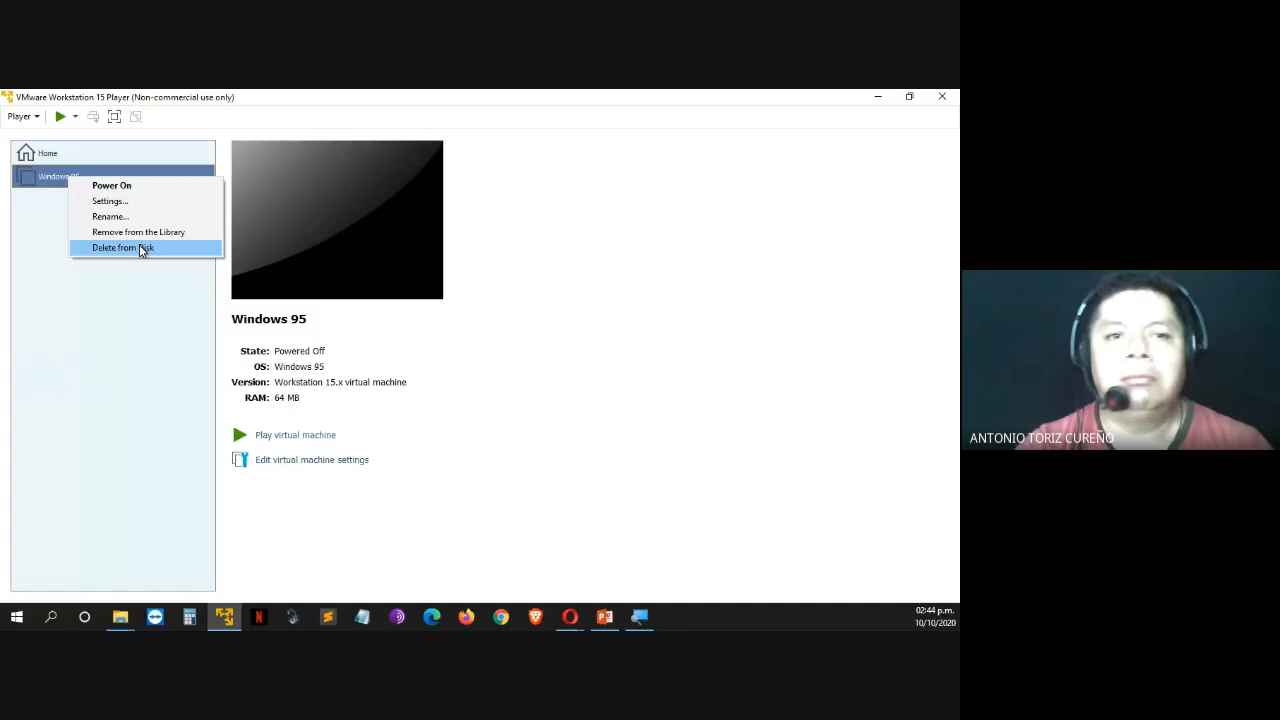 VMware Workstation 15 Player (Non-commercial use only)
Player
Home
Windows 95
Power On
Settings...
Rename...
Remove from the Library
Delete from Disk
Windows 95
State: Powered Off
OS: Windows 95
Version: Workstation 15.x virtual machine
RAM: 64 MB
Play virtual machine
Edit virtual machine settings
02:44 p.m.
10/10/2020
ANTONIO TORIZ CUREÑO